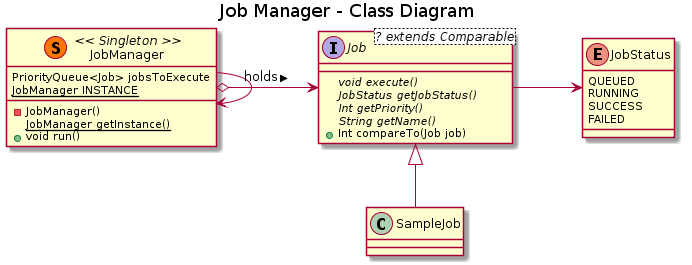 Job Manager - Class Diagram
S
<< Singleton >>
JobManager
PriorityQueue<Job> jobsToExecute
JobManager INSTANCE
JobManager()
JobManager getInstance()
void run()
holds ▶
I
Job
? extends Comparable
void execute()
JobStatus getJobStatus()
Int getPriority()
String getName()
Int compareTo(Job job)
E
JobStatus
QUEUED
RUNNING
SUCCESS
FAILED
C
SampleJob